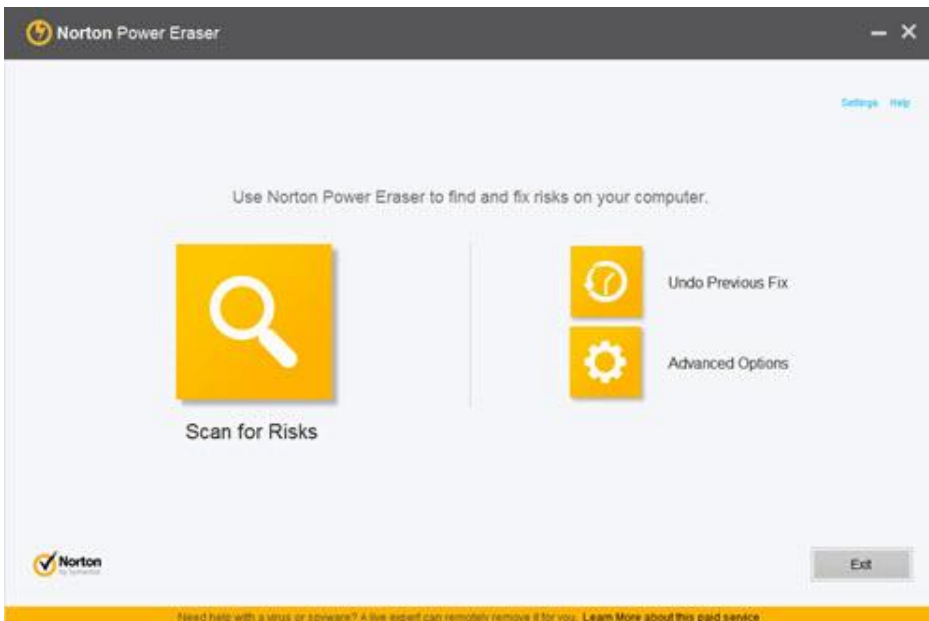 Norton Power Eraser
Settings Help
Use Norton Power Eraser to find and fix risks on your computer.
Undo Previous Fix
Advanced Options
Scan for Risks
Norton
by Symantec
Exit
Need help with a virus or spyware? A live expert can remotely remove it for you. Learn More about this paid service